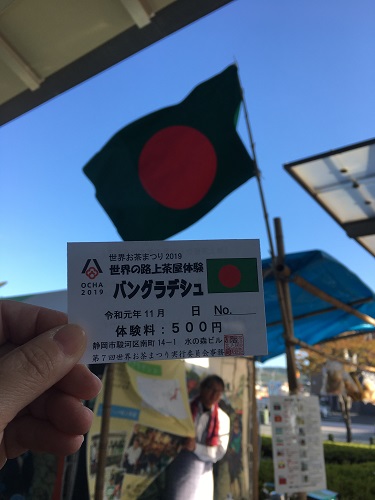 世界お茶まつり2019
世界の路上茶屋体験
OCHA
2019
バングラデシュ
令和元年11月　　日　No.
体験料：５００円
静岡市駿河区南町14-1　水の森ビル
第7回世界お茶まつり実行委員会事務